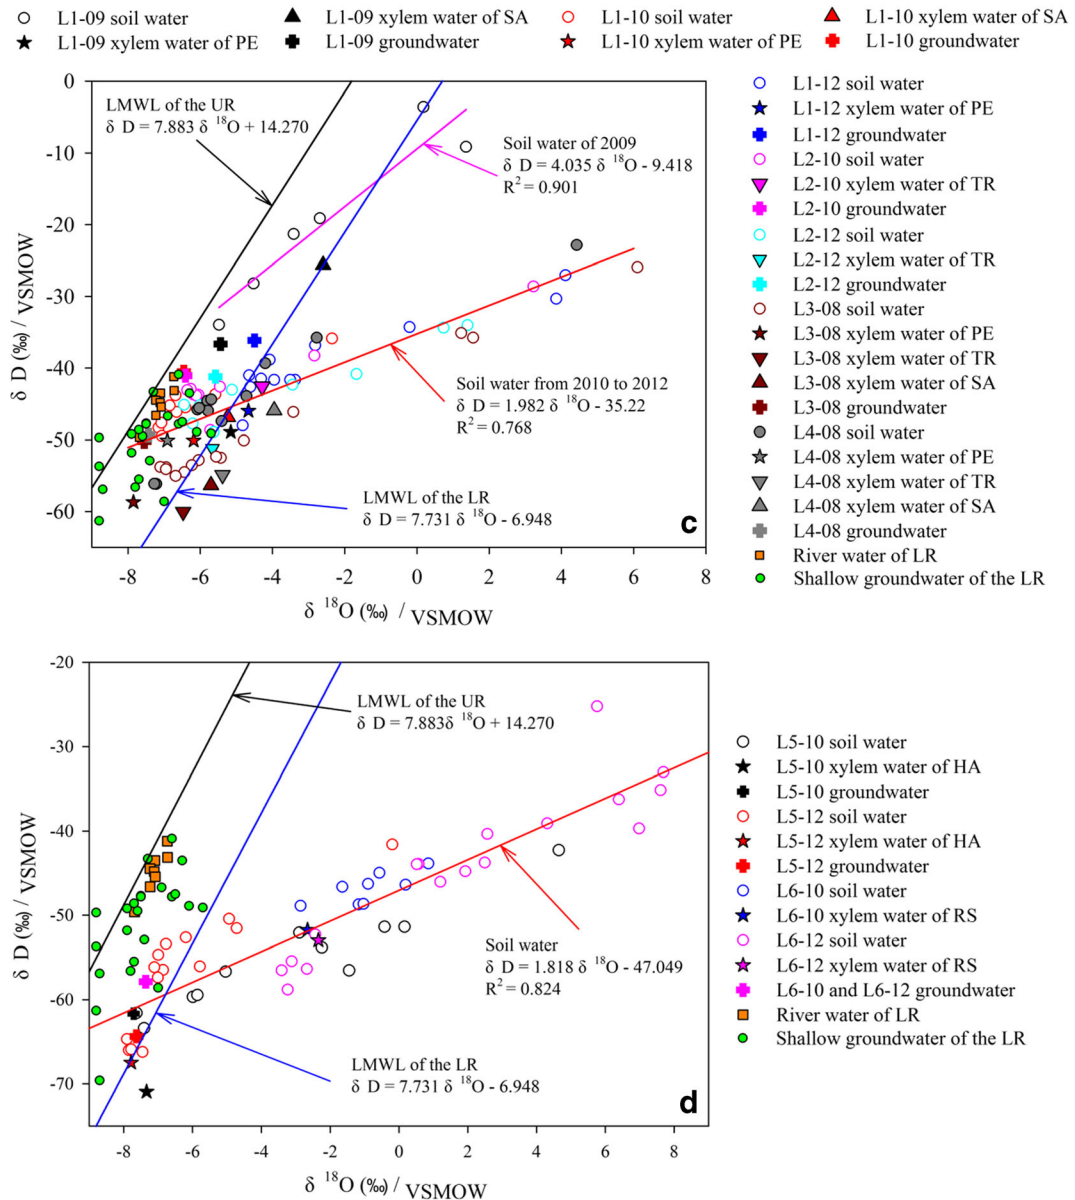 L1-09 soil water
L1-09 xylem water of SA
L1-10 soil water
L1-10 xylem water of SA
L1-09 xylem water of PE
L1-09 groundwater
L1-10 xylem water of PE
L1-10 groundwater
0
-10
-20
-30
-40
-50
-60
δ D (‰) / VSMOW
LMWL of the UR
δ D = 7.883 δ 18O + 14.270
Soil water of 2009
δ D = 4.035 δ 18O - 9.418
R2 = 0.901
Soil water from 2010 to 2012
δ D = 1.982 δ 18O - 35.22
R2 = 0.768
LMWL of the LR
δ D = 7.731 δ 18O - 6.948
c
-8
-6
-4
-2
0
2
4
6
8
δ 18O (‰) / VSMOW
L1-12 soil water
L1-12 xylem water of PE
L1-12 groundwater
L2-10 soil water
L2-10 xylem water of TR
L2-10 groundwater
L2-12 soil water
L2-12 xylem water of TR
L2-12 groundwater
L3-08 soil water
L3-08 xylem water of PE
L3-08 xylem water of TR
L3-08 xylem water of SA
L3-08 groundwater
L4-08 soil water
L4-08 xylem water of PE
L4-08 xylem water of TR
L4-08 xylem water of SA
L4-08 groundwater
River water of LR
Shallow groundwater of the LR
-20
-30
-40
-50
-60
-70
δ D (‰) / VSMOW
LMWL of the UR
δ D = 7.883δ 18O + 14.270
Soil water
δ D = 1.818 δ 18O - 47.049
R2 = 0.824
LMWL of the LR
δ D = 7.731 δ 18O - 6.948
d
-8
-6
-4
-2
0
2
4
6
8
δ 18O (‰) / VSMOW
L5-10 soil water
L5-10 xylem water of HA
L5-10 groundwater
L5-12 soil water
L5-12 xylem water of HA
L5-12 groundwater
L6-10 soil water
L6-10 xylem water of RS
L6-12 soil water
L6-12 xylem water of RS
L6-10 and L6-12 groundwater
River water of LR
Shallow groundwater of the LR